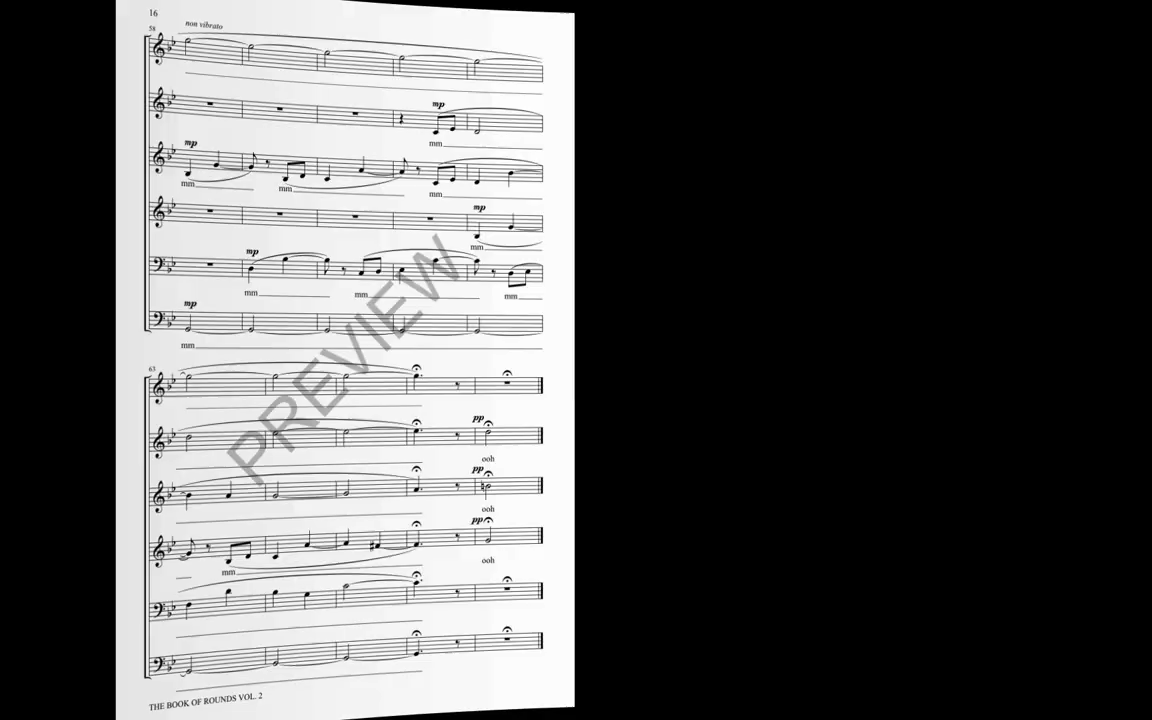 16
58
non vibrato
mp
mm
mp
mm mm mm
mp
mm
mp
mm mm mm
mp
mm
PREVIEW
63
pp
ooh
pp
ooh
pp
mm ooh
THE BOOK OF ROUNDS VOL. 2